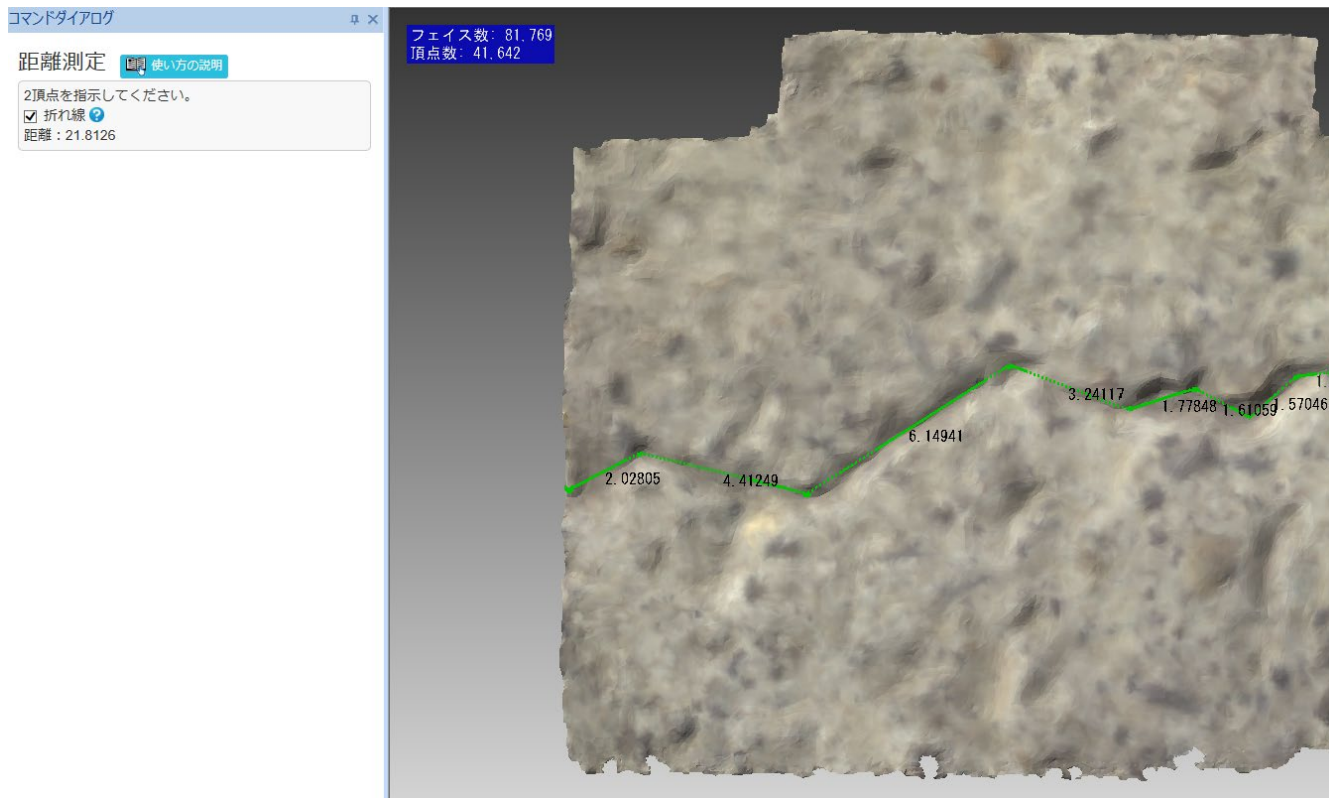 コマンドダイアログ
距離測定
使い方の説明
2頂点を指示してください。
折れ線
距離:21.8126
フェイス数: 81,769
頂点数: 41,642
2.02805
4.41249
6.14941
3.24117
1.77848
1.61059
1.57046
1.